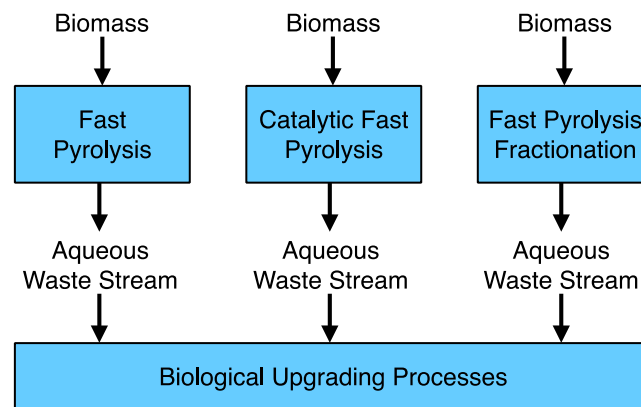 Biomass
Biomass
Biomass
Fast
Pyrolysis
Catalytic Fast
Pyrolysis
Fast Pyrolysis
Fractionation
Aqueous
Waste Stream
Aqueous
Waste Stream
Aqueous
Waste Stream
Biological Upgrading Processes